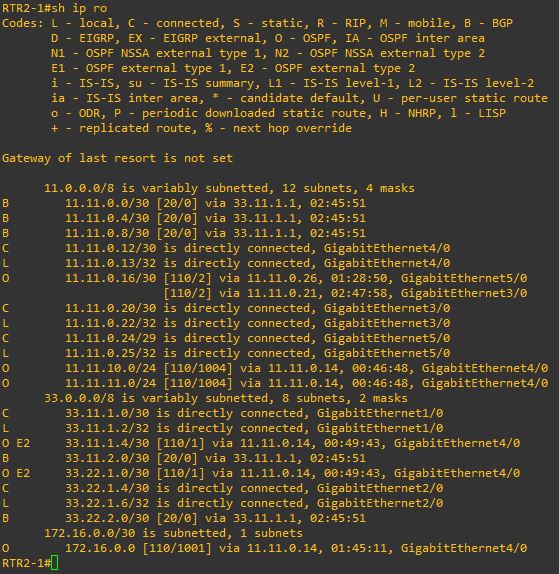 RTR2-1#sh ip ro
Codes: L - local, C - connected, S - static, R - RIP, M - mobile, B - BGP
       D - EIGRP, EX - EIGRP external, O - OSPF, IA - OSPF inter area
       N1 - OSPF NSSA external type 1, N2 - OSPF NSSA external type 2
       E1 - OSPF external type 1, E2 - OSPF external type 2
       i - IS-IS, su - IS-IS summary, L1 - IS-IS level-1, L2 - IS-IS level-2
       ia - IS-IS inter area, * - candidate default, U - per-user static route
       o - ODR, P - periodic downloaded static route, H - NHRP, l - LISP
       + - replicated route, % - next hop override
Gateway of last resort is not set
      11.0.0.0/8 is variably subnetted, 12 subnets, 4 masks
B        11.11.0.0/30 [20/0] via 33.11.1.1, 02:45:51
B        11.11.0.4/30 [20/0] via 33.11.1.1, 02:45:51
B        11.11.0.8/30 [20/0] via 33.11.1.1, 02:45:51
C        11.11.0.12/30 is directly connected, GigabitEthernet4/0
L        11.11.0.13/32 is directly connected, GigabitEthernet4/0
O        11.11.0.16/30 [110/2] via 11.11.0.26, 01:28:50, GigabitEthernet5/0
                       [110/2] via 11.11.0.21, 02:47:58, GigabitEthernet3/0
C        11.11.0.20/30 is directly connected, GigabitEthernet3/0
L        11.11.0.22/32 is directly connected, GigabitEthernet3/0
C        11.11.0.24/29 is directly connected, GigabitEthernet5/0
L        11.11.0.25/32 is directly connected, GigabitEthernet5/0
O        11.11.10.0/24 [110/1004] via 11.11.0.14, 00:46:48, GigabitEthernet4/0
O        11.11.11.0/24 [110/1004] via 11.11.0.14, 00:46:48, GigabitEthernet4/0
      33.0.0.0/8 is variably subnetted, 8 subnets, 2 masks
C        33.11.1.0/30 is directly connected, GigabitEthernet1/0
L        33.11.1.2/32 is directly connected, GigabitEthernet1/0
O E2     33.11.1.4/30 [110/1] via 11.11.0.14, 00:49:43, GigabitEthernet4/0
B        33.11.2.0/30 [20/0] via 33.11.1.1, 02:45:51
O E2     33.22.1.0/30 [110/1] via 11.11.0.14, 00:49:43, GigabitEthernet4/0
C        33.22.1.4/30 is directly connected, GigabitEthernet2/0
L        33.22.1.6/32 is directly connected, GigabitEthernet2/0
B        33.22.2.0/30 [20/0] via 33.11.1.1, 02:45:51
      172.16.0.0/30 is subnetted, 1 subnets
O        172.16.0.0 [110/1001] via 11.11.0.14, 01:45:11, GigabitEthernet4/0
RTR2-1#